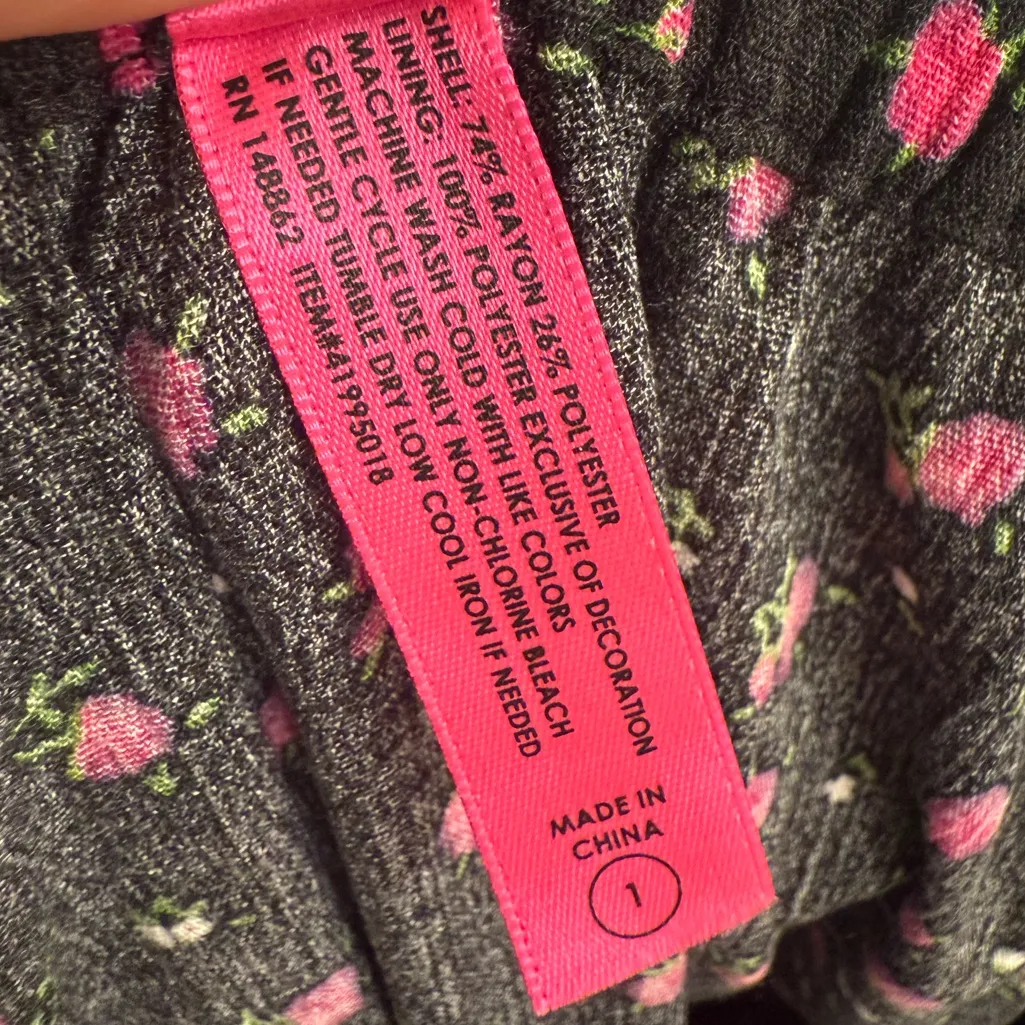 SHELL: 74% RAYON 26% POLYESTER
LINING: 100% POLYESTER EXCLUSIVE OF DECORATION
MACHINE WASH COLD WITH LIKE COLORS
GENTLE CYCLE USE ONLY NON-CHLORINE BLEACH
IF NEEDED TUMBLE DRY LOW COOL IRON IF NEEDED
RN 148862 ITEM#41995018
MADE IN
CHINA
1